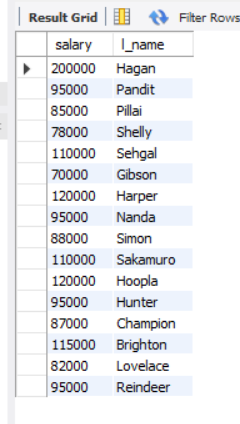 Result Grid Filter Rows
salary l_name
200000 Hagan
95000 Pandit
85000 Pillai
78000 Shelly
110000 Sehgal
70000 Gibson
120000 Harper
95000 Nanda
88000 Simon
110000 Sakamuro
120000 Hoopla
95000 Hunter
87000 Champion
115000 Brighton
82000 Lovelace
95000 Reindeer